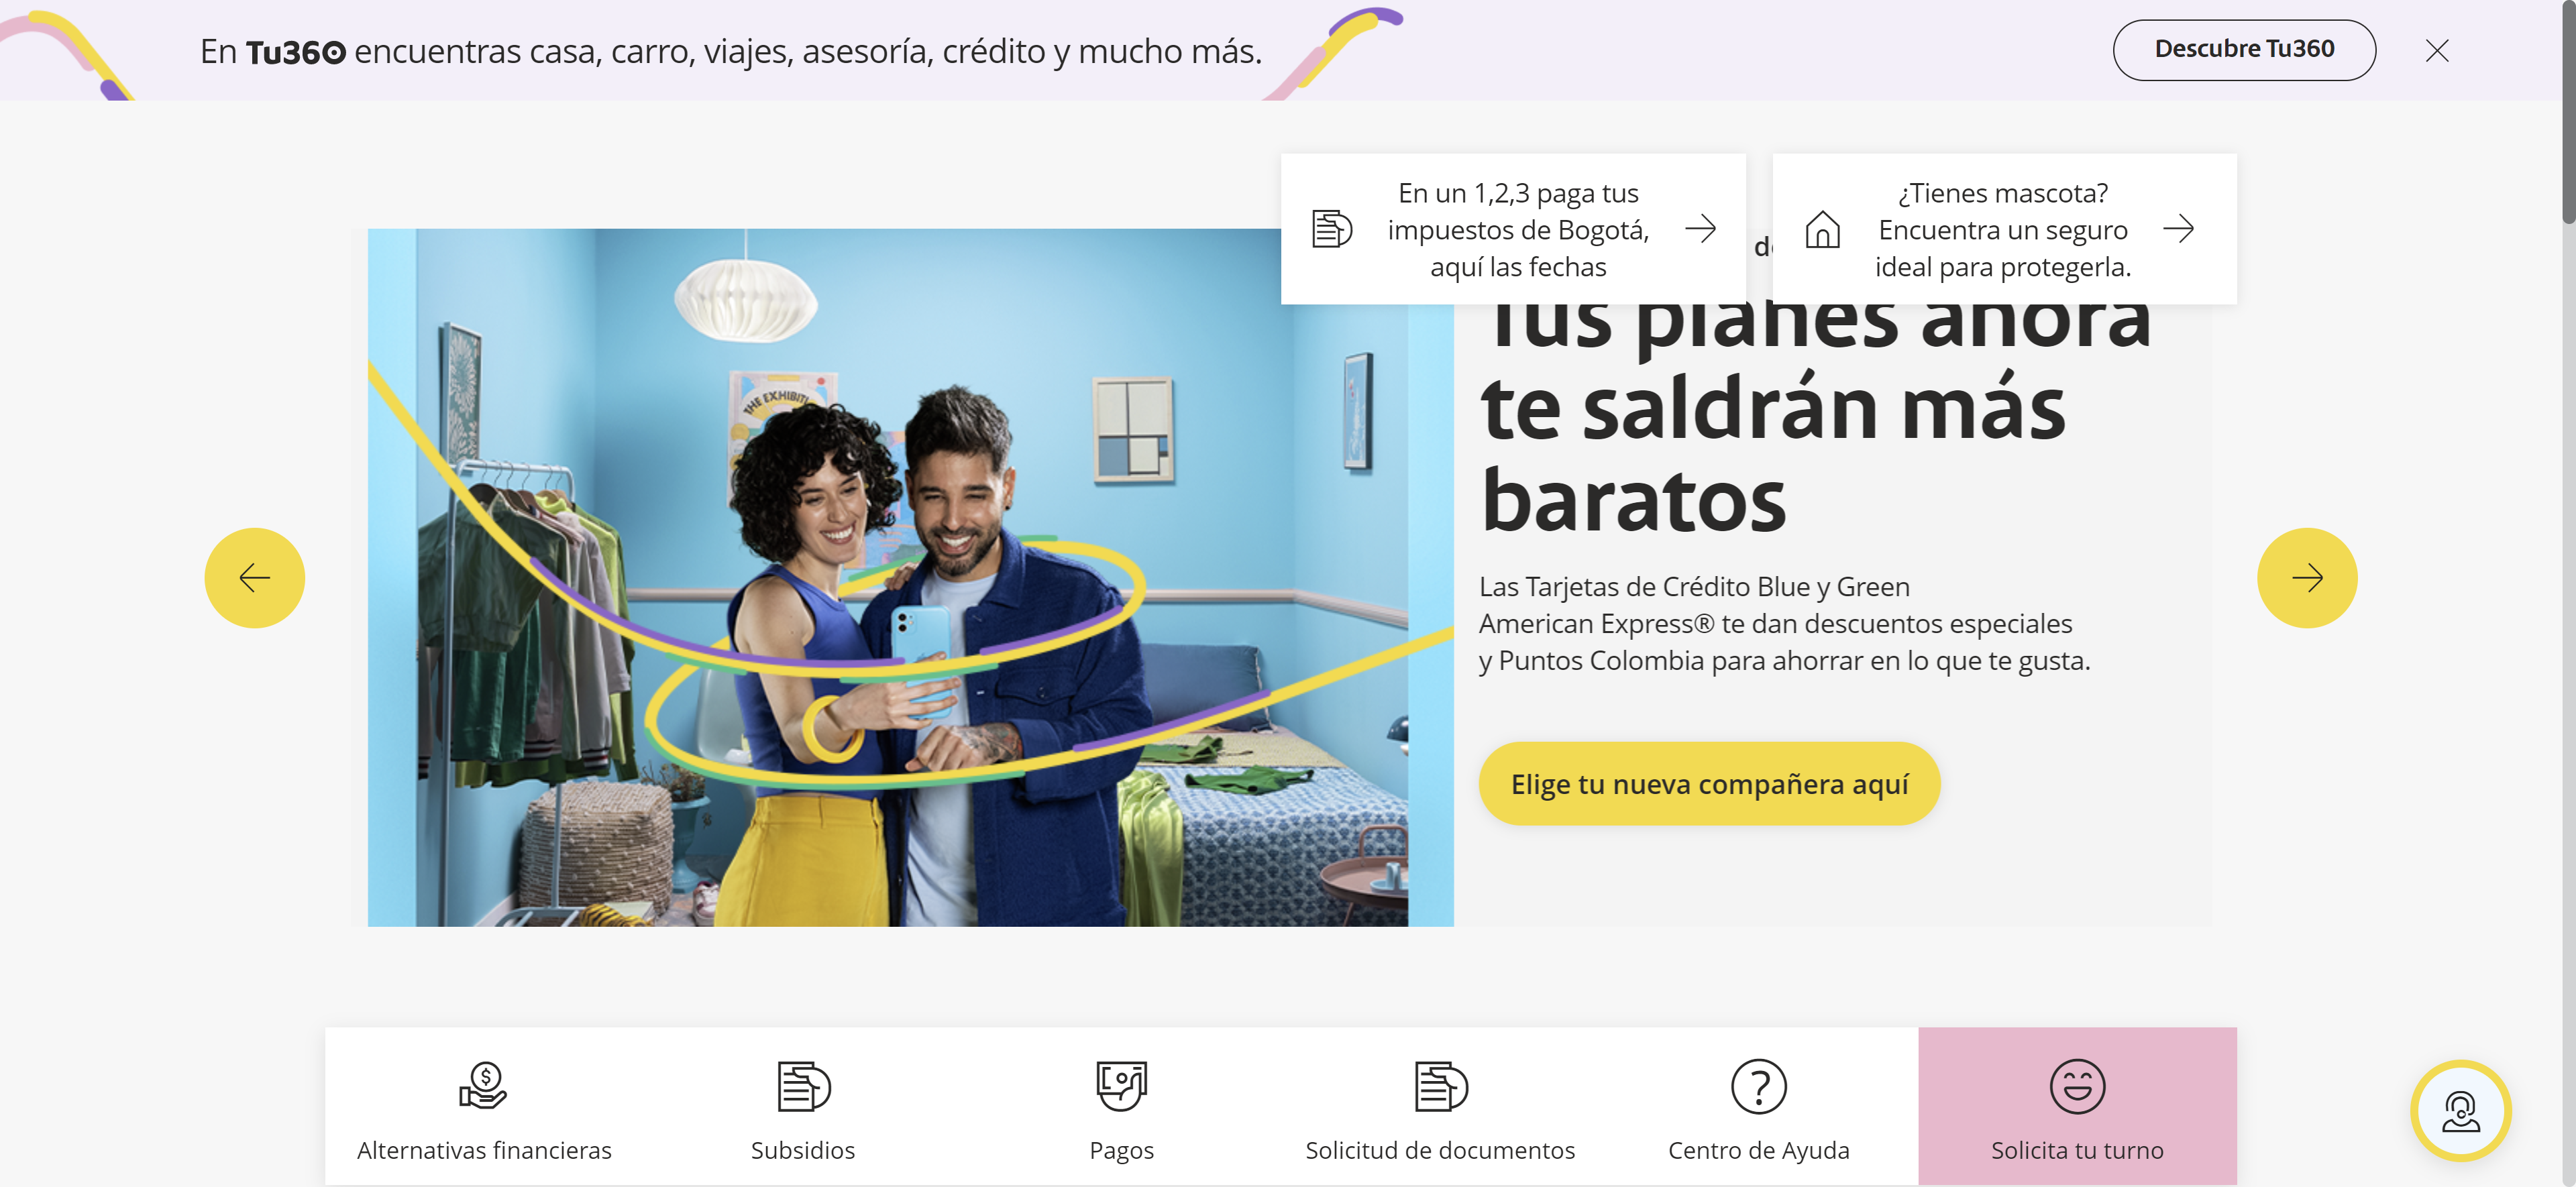 En Tu360 encuentras casa, carro, viajes, asesoría, crédito y mucho más.
Descubre Tu360
En un 1,2,3 paga tus
impuestos de Bogotá,
aquí las fechas
¿Tienes mascota?
Encuentra un seguro
ideal para protegerla.
Tus planes ahora
te saldrán más
baratos
THE EXHIBITI
Las Tarjetas de Crédito Blue y Green
American Express® te dan descuentos especiales
y Puntos Colombia para ahorrar en lo que te gusta.
Elige tu nueva compañera aquí
Alternativas financieras
Subsidios
Pagos
Solicitud de documentos
Centro de Ayuda
Solicita tu turno